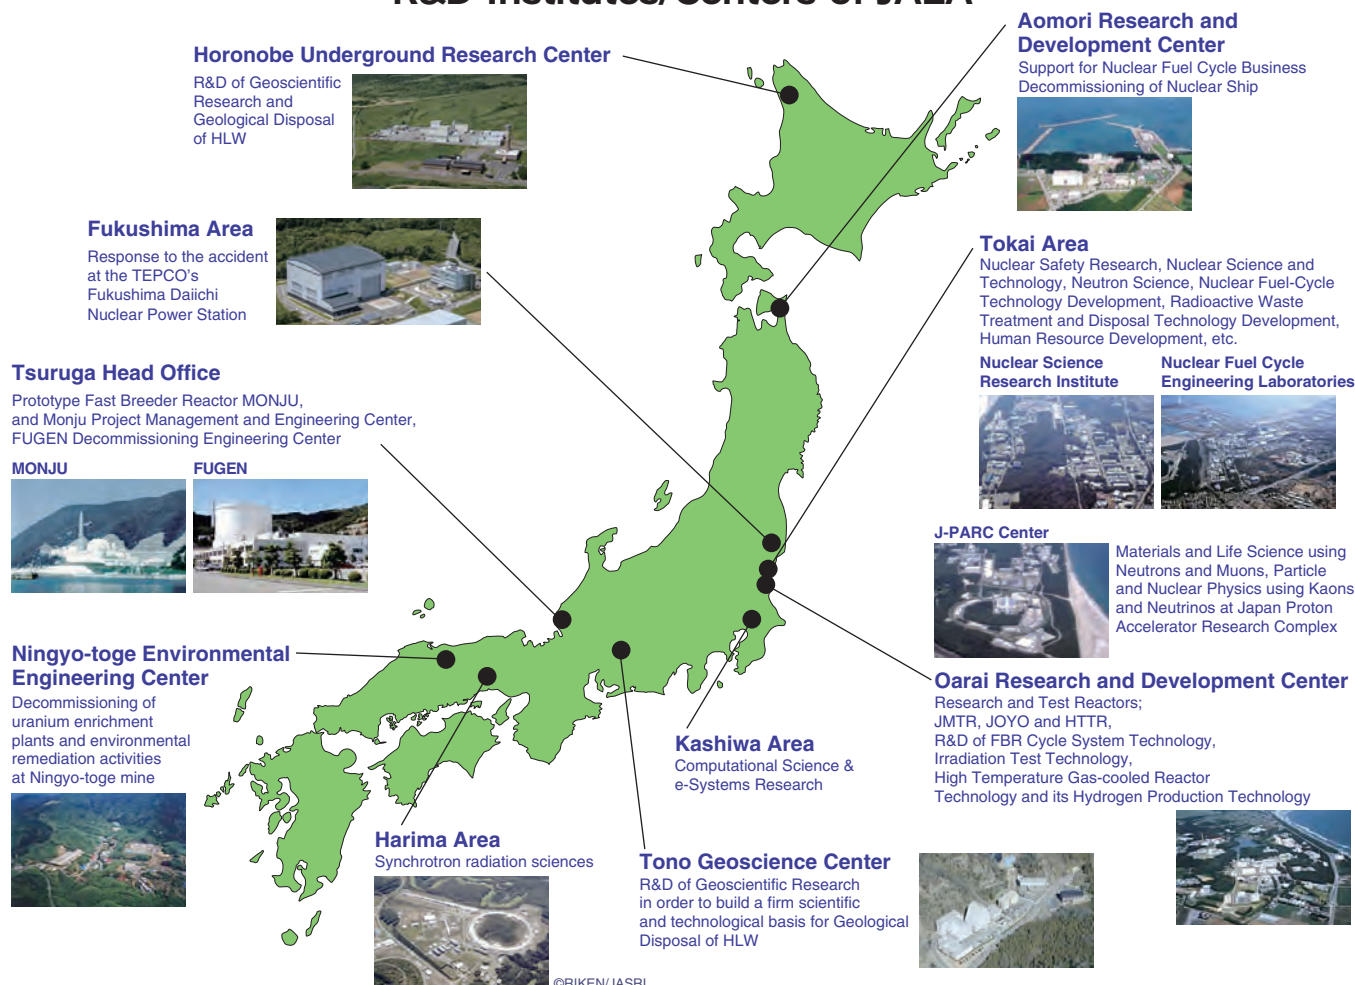 R&D Institutes/Centers of JAEA
Horonobe Underground Research Center
R&D of Geoscientific
Research and
Geological Disposal
of HLW
Aomori Research and
Development Center
Support for Nuclear Fuel Cycle Business
Decommissioning of Nuclear Ship
Fukushima Area
Response to the accident
at the TEPCO's
Fukushima Daiichi
Nuclear Power Station
Tokai Area
Nuclear Safety Research, Nuclear Science and
Technology, Neutron Science, Nuclear Fuel-Cycle
Technology Development, Radioactive Waste
Treatment and Disposal Technology Development,
Human Resource Development, etc.
Nuclear Science
Research Institute
Nuclear Fuel Cycle
Engineering Laboratories
Tsuruga Head Office
Prototype Fast Breeder Reactor MONJU,
and Monju Project Management and Engineering Center,
FUGEN Decommissioning Engineering Center
MONJU
FUGEN
J-PARC Center
Materials and Life Science using
Neutrons and Muons, Particle
and Nuclear Physics using Kaons
and Neutrinos at Japan Proton
Accelerator Research Complex
Ningyo-toge Environmental
Engineering Center
Decommissioning of
uranium enrichment
plants and environmental
remediation activities
at Ningyo-toge mine
Oarai Research and Development Center
Research and Test Reactors;
JMTR, JOYO and HTTR,
R&D of FBR Cycle System Technology,
Irradiation Test Technology,
High Temperature Gas-cooled Reactor
Technology and its Hydrogen Production Technology
Kashiwa Area
Computational Science &
e-Systems Research
Harima Area
Synchrotron radiation sciences
Tono Geoscience Center
R&D of Geoscientific Research
in order to build a firm scientific
and technological basis for Geological
Disposal of HLW
©RIKEN/JASRI